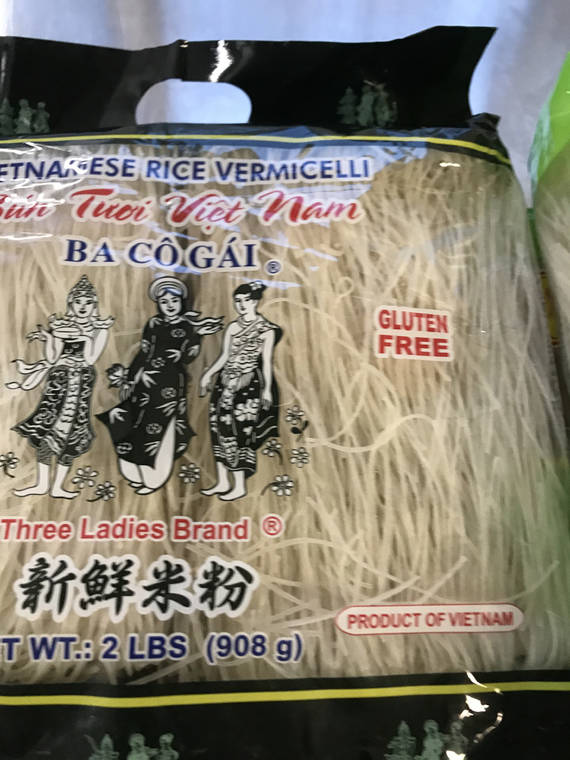 ETNAMESE RICE VERMICELLI
Bún Tươi Việt Nam
BA CÔ GÁI ®
GLUTEN
FREE
Three Ladies Brand ®
新鮮米粉
PRODUCT OF VIETNAM
T WT.: 2 LBS (908 g)